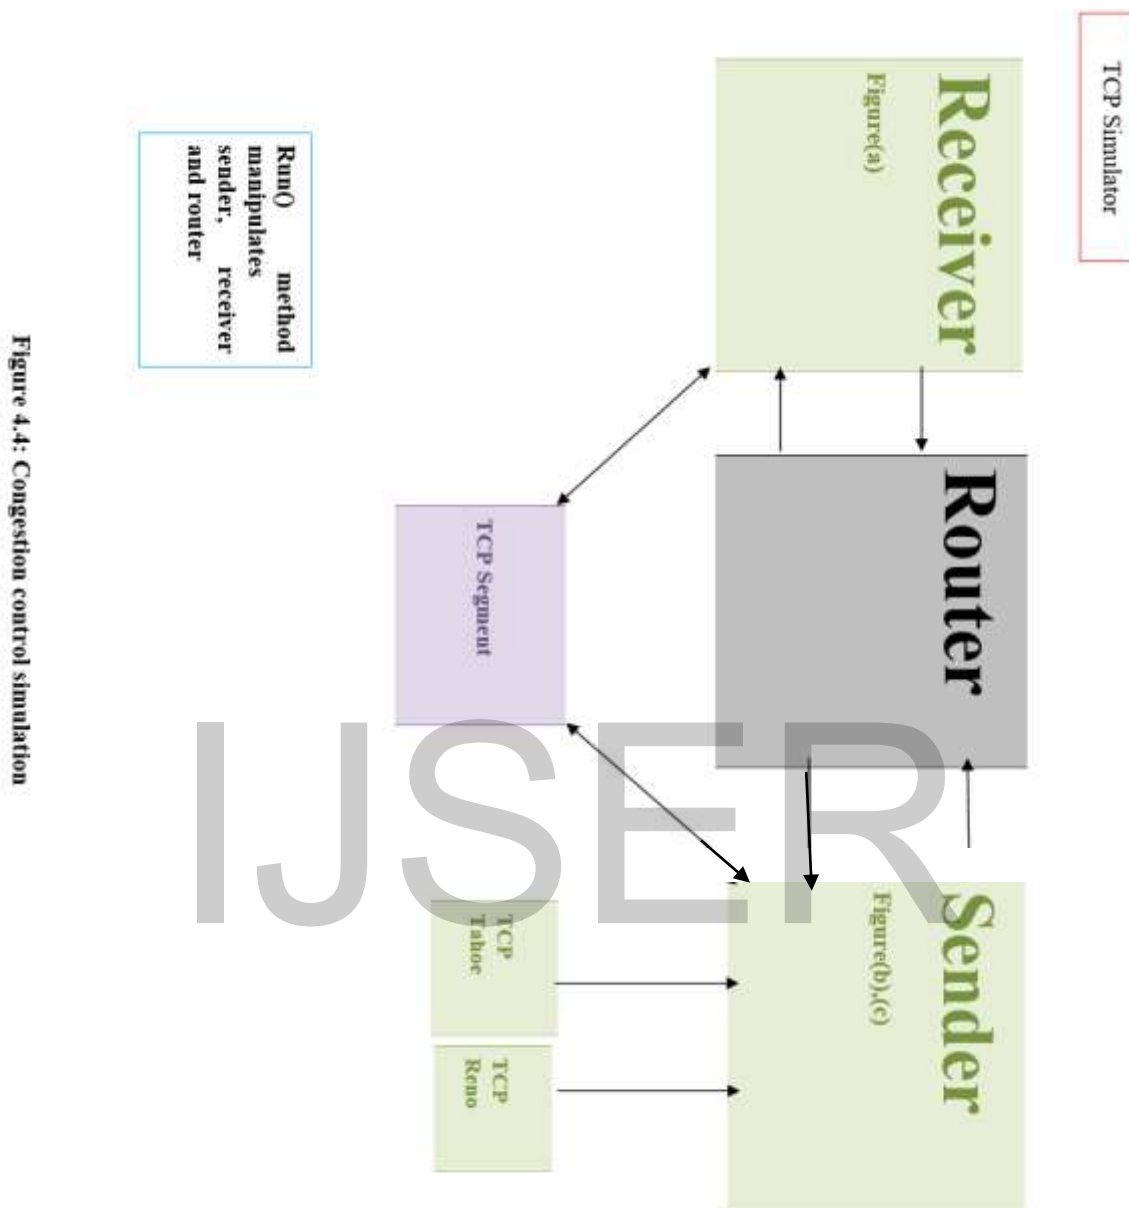 TCP Simulator
Receiver
Figure(a)
Router
Sender
Figure(b),(c)
TCP Segment
TCP
Tahoe
TCP
Reno
Run() method
manipulates
sender, receiver
and router
Figure 4.4: Congestion control simulation
IJSER